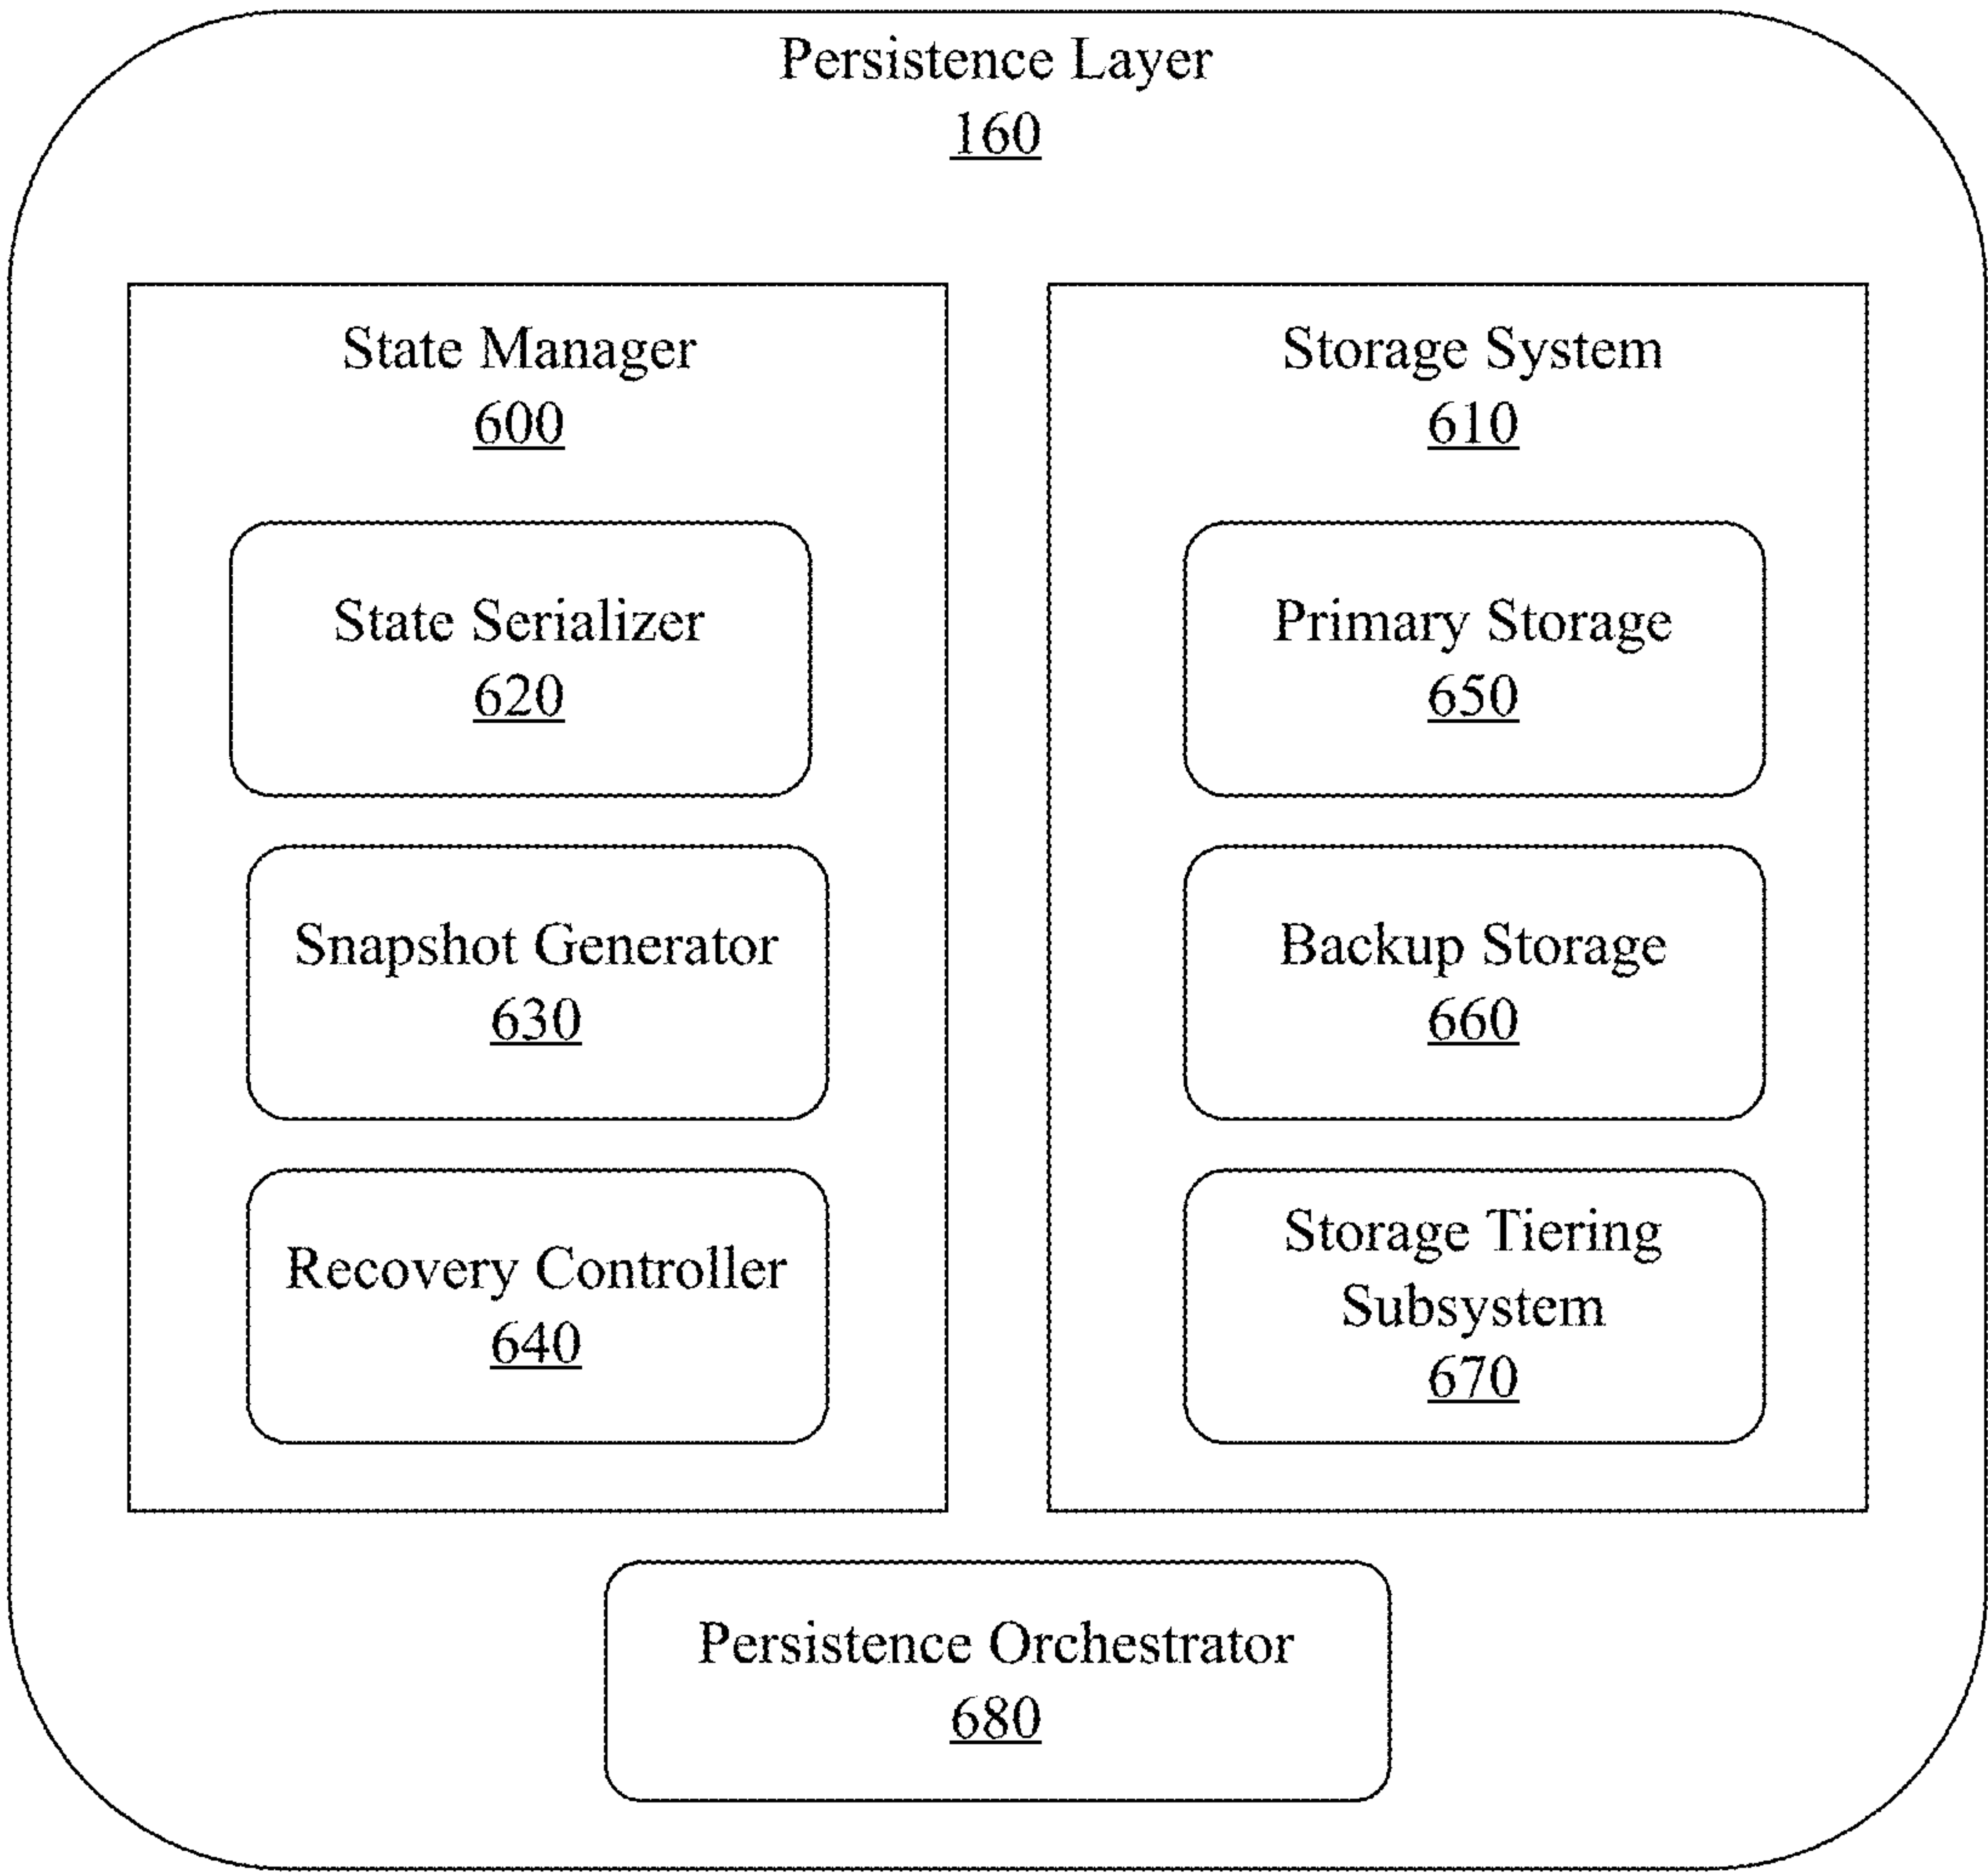 Persistence Layer
160
State Manager
600
State Serializer
620
Snapshot Generator
630
Recovery Controller
640
Storage System
610
Primary Storage
650
Backup Storage
660
Storage Tiering
Subsystem
670
Persistence Orchestrator
680